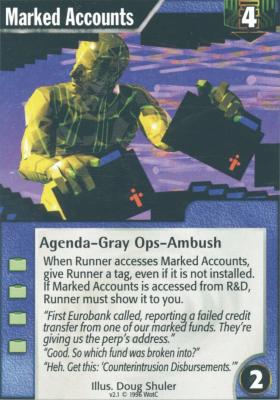 Marked Accounts
4
Agenda-Gray Ops-Ambush
When Runner accesses Marked Accounts,
give Runner a tag, even if it is not installed.
If Marked Accounts is accessed from R&D,
Runner must show it to you.
"First Eurobank called, reporting a failed credit
transfer from one of our marked funds. They're
giving us the perp's address."
"Good. So which fund was broken into?"
"Heh. Get this: 'Counterintrusion Disbursements.'"
Illus. Doug Shuler
v2.1 © 1996 WotC
2